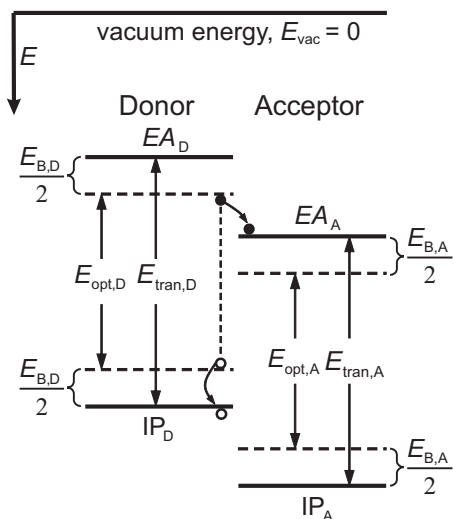 vacuum energy, E_vac = 0
E
Donor Acceptor
EA_D
E_B,D
2
EA_A
E_B,A
2
E_opt,D E_tran,D
E_opt,A E_tran,A
E_B,D
2
IP_D
E_B,A
2
IP_A